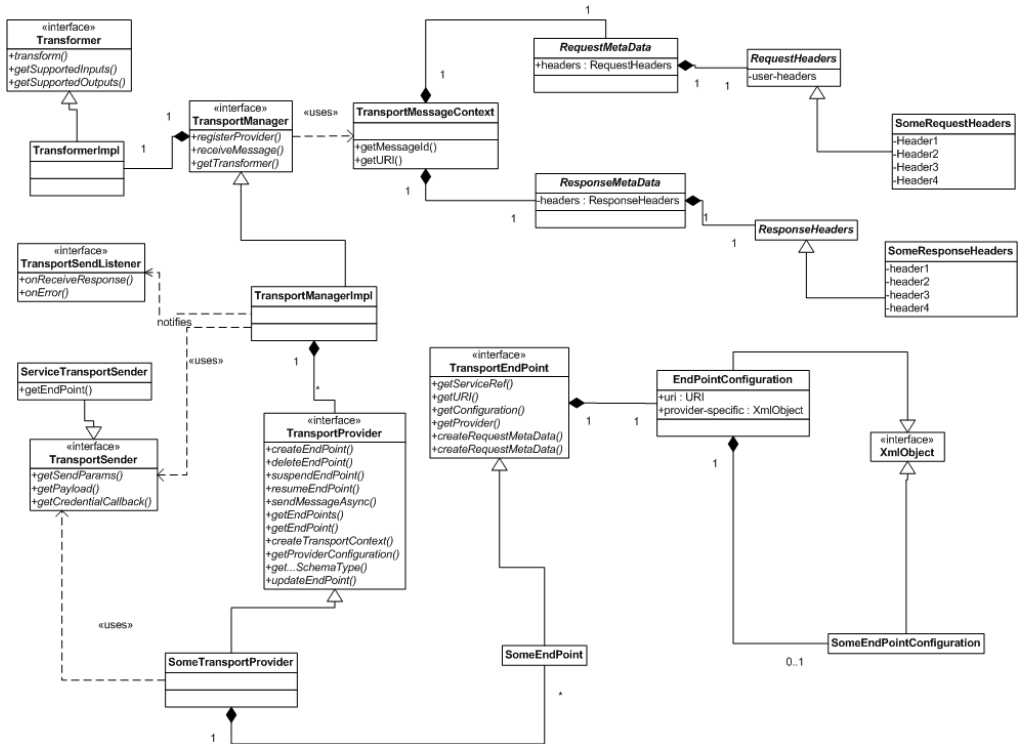 «interface»
Transformer
+transform()
+getSupportedInputs()
+getSupportedOutputs()
TransformerImpl
1
1
«interface»
TransportManager
+registerProvider()
+receiveMessage()
+getTransformer()
«uses»
TransportMessageContext
+getMessageId()
+getURI()
1
1
RequestMetaData
+headers : RequestHeaders
1
1
RequestHeaders
-user-headers
SomeRequestHeaders
-Header1
-Header2
-Header3
-Header4
1
1
ResponseMetaData
-headers : ResponseHeaders
1
1
ResponseHeaders
SomeResponseHeaders
-header1
-header2
-header3
-header4
«interface»
TransportSendListener
+onReceiveResponse()
+onError()
notifies
TransportManagerImpl
«uses»
1
*
ServiceTransportSender
+getEndPoint()
«interface»
TransportSender
+getSendParams()
+getPayload()
+getCredentialCallback()
«interface»
TransportProvider
+createEndPoint()
+deleteEndPoint()
+suspendEndPoint()
+resumeEndPoint()
+sendMessageAsync()
+getEndPoints()
+getEndPoint()
+createTransportContext()
+getProviderConfiguration()
+get...SchemaType()
+updateEndPoint()
«interface»
TransportEndPoint
+getServiceRef()
+getURI()
+getConfiguration()
+getProvider()
+createRequestMetaData()
+createRequestMetaData()
1
1
EndPointConfiguration
+uri : URI
+provider-specific : XmlObject
1
«interface»
XmlObject
«uses»
SomeTransportProvider
1
SomeEndPoint
*
SomeEndPointConfiguration
0..1